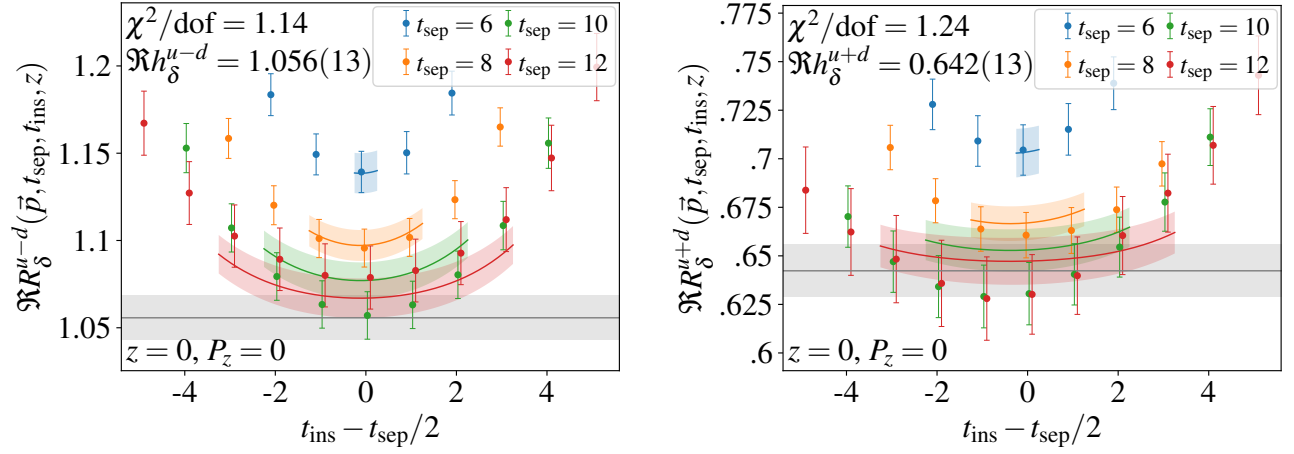 χ²/dof = 1.14
ℜh_δ^{u−d} = 1.056(13)
t_sep = 6
t_sep = 10
t_sep = 8
t_sep = 12
1.2
1.15
1.1
1.05
ℜR_δ^{u−d}(p⃗, t_sep, t_ins, z)
z = 0, P_z = 0
-4 -2 0 2 4
t_ins − t_sep/2
χ²/dof = 1.24
ℜh_δ^{u+d} = 0.642(13)
t_sep = 6
t_sep = 10
t_sep = 8
t_sep = 12
.775
.75
.725
.7
.675
.65
.625
.6
ℜR_δ^{u+d}(p⃗, t_sep, t_ins, z)
z = 0, P_z = 0
-4 -2 0 2 4
t_ins − t_sep/2